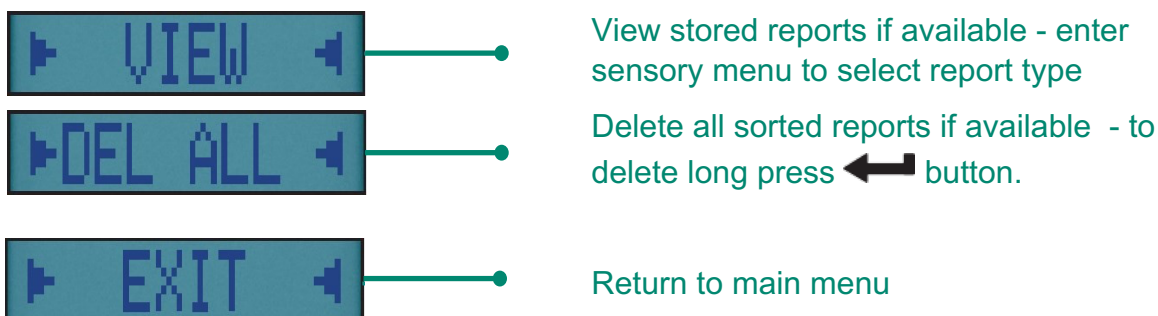 VIEW
View stored reports if available - enter
sensory menu to select report type
DEL ALL
Delete all sorted reports if available - to
delete long press button.
EXIT
Return to main menu